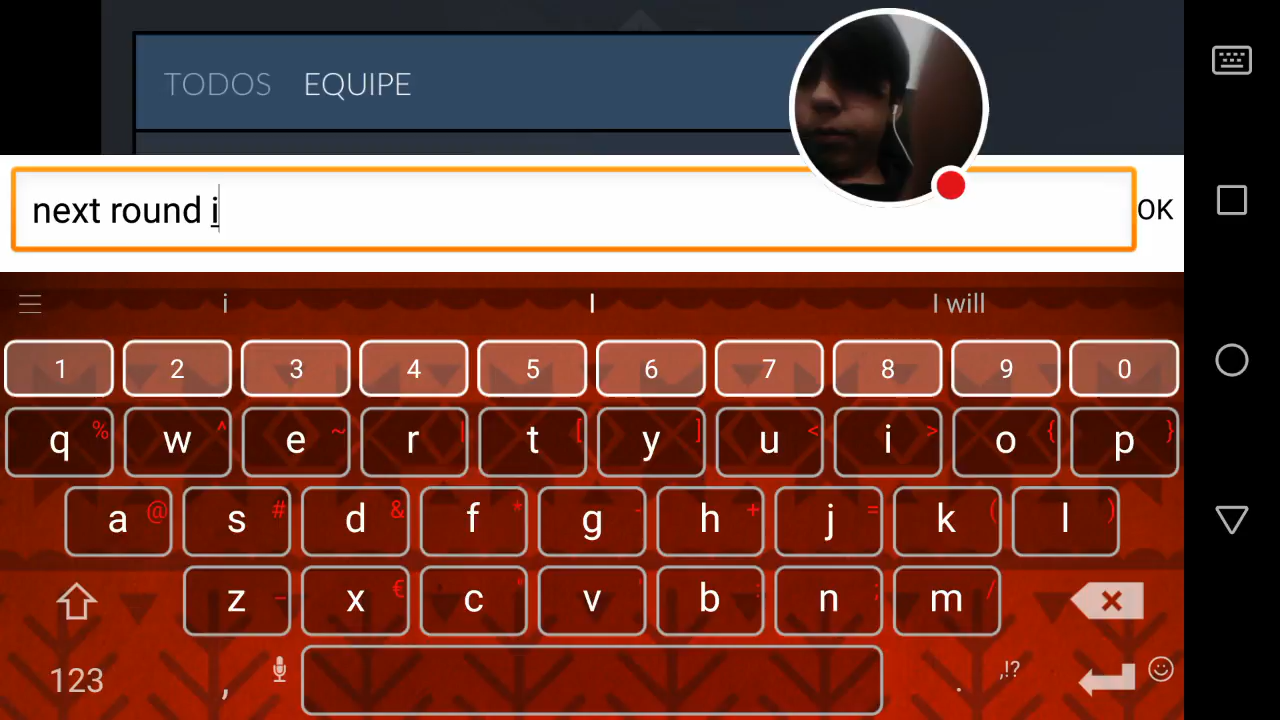 TODOS EQUIPE
next round i
OK
i I I will
1 2 3 4 5 6 7 8 9 0
q % w ^ e ~ r | t [ y ] u < i > o { p }
a @ s # d & f * g - h + j = k ( l )
z _ x € c " v ' b : n ; m /
123 , . ,!?